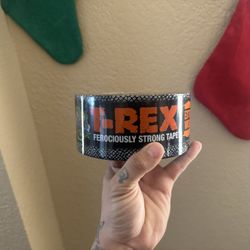 T-REX
FEROCIOUSLY STRONG TAPE